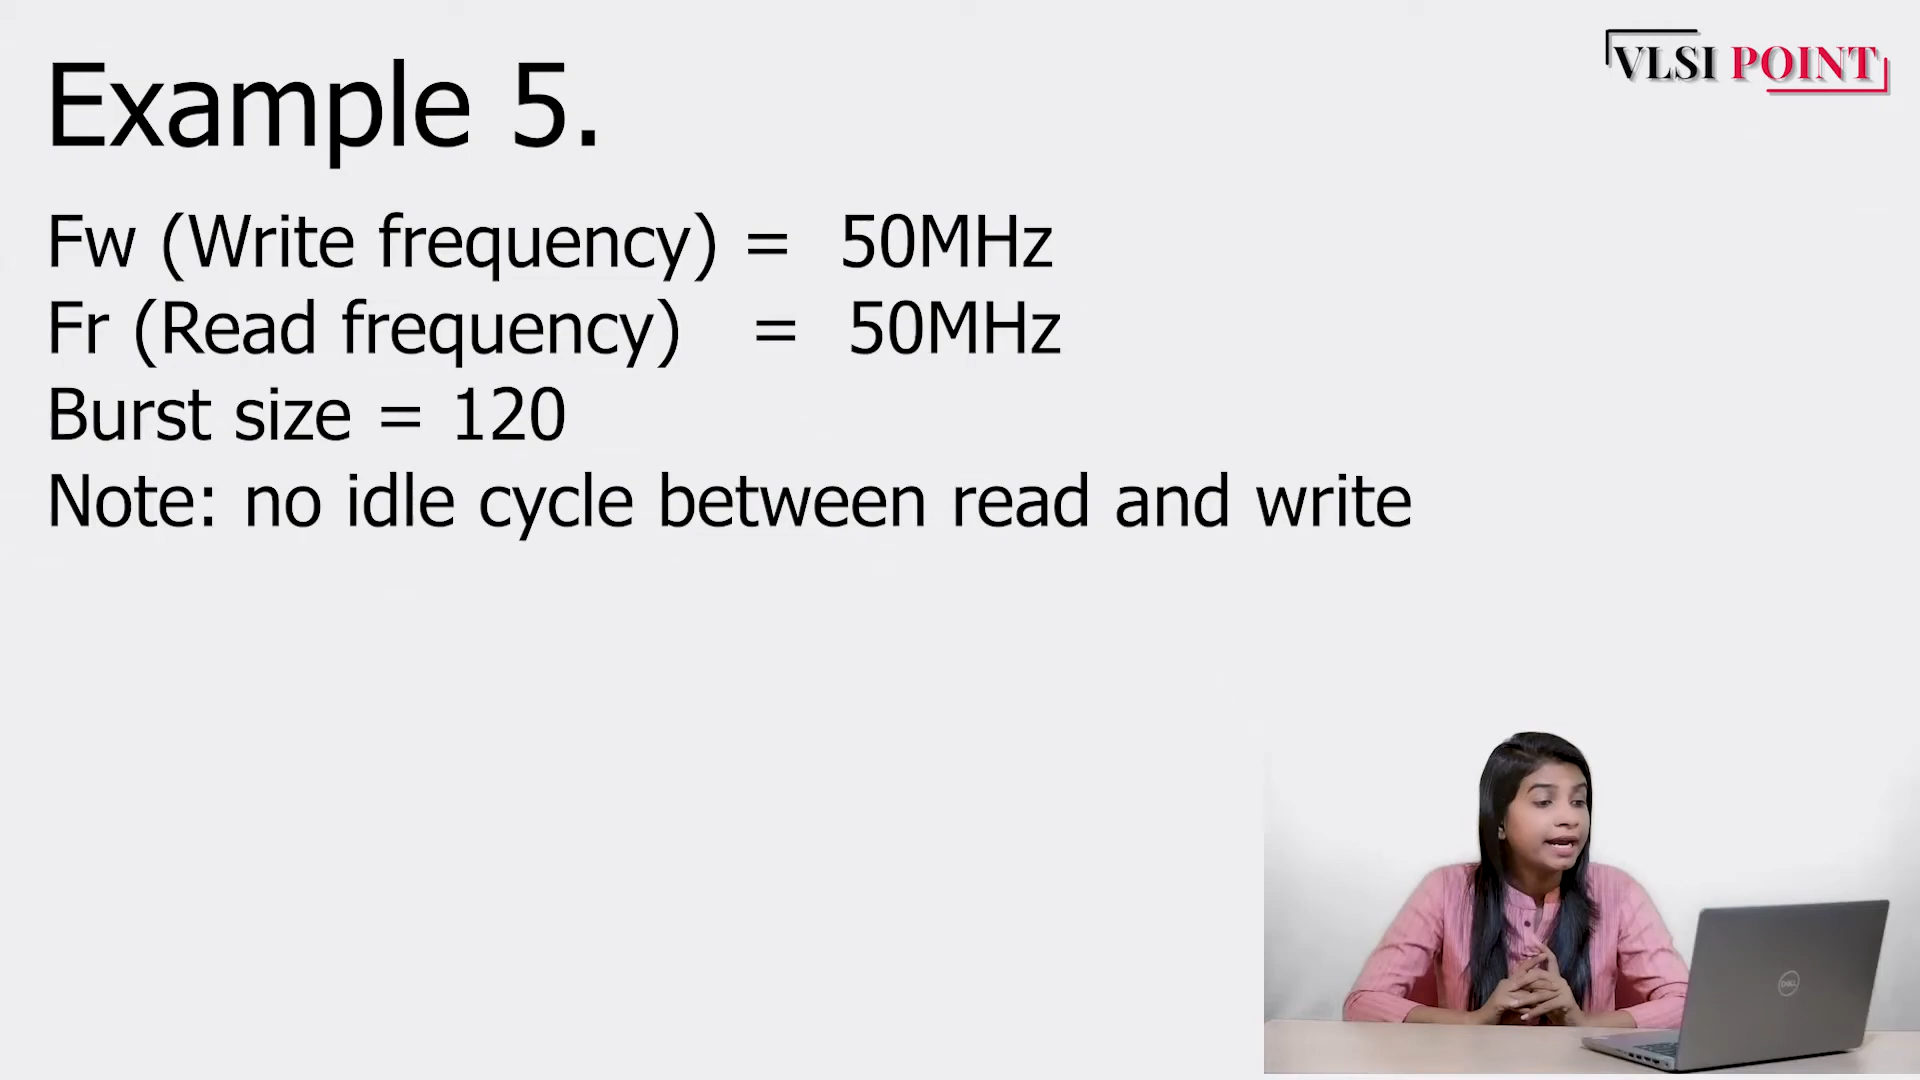 VLSI POINT
Example 5.
Fw (Write frequency) = 50MHz
Fr (Read frequency) = 50MHz
Burst size = 120
Note: no idle cycle between read and write
DELL